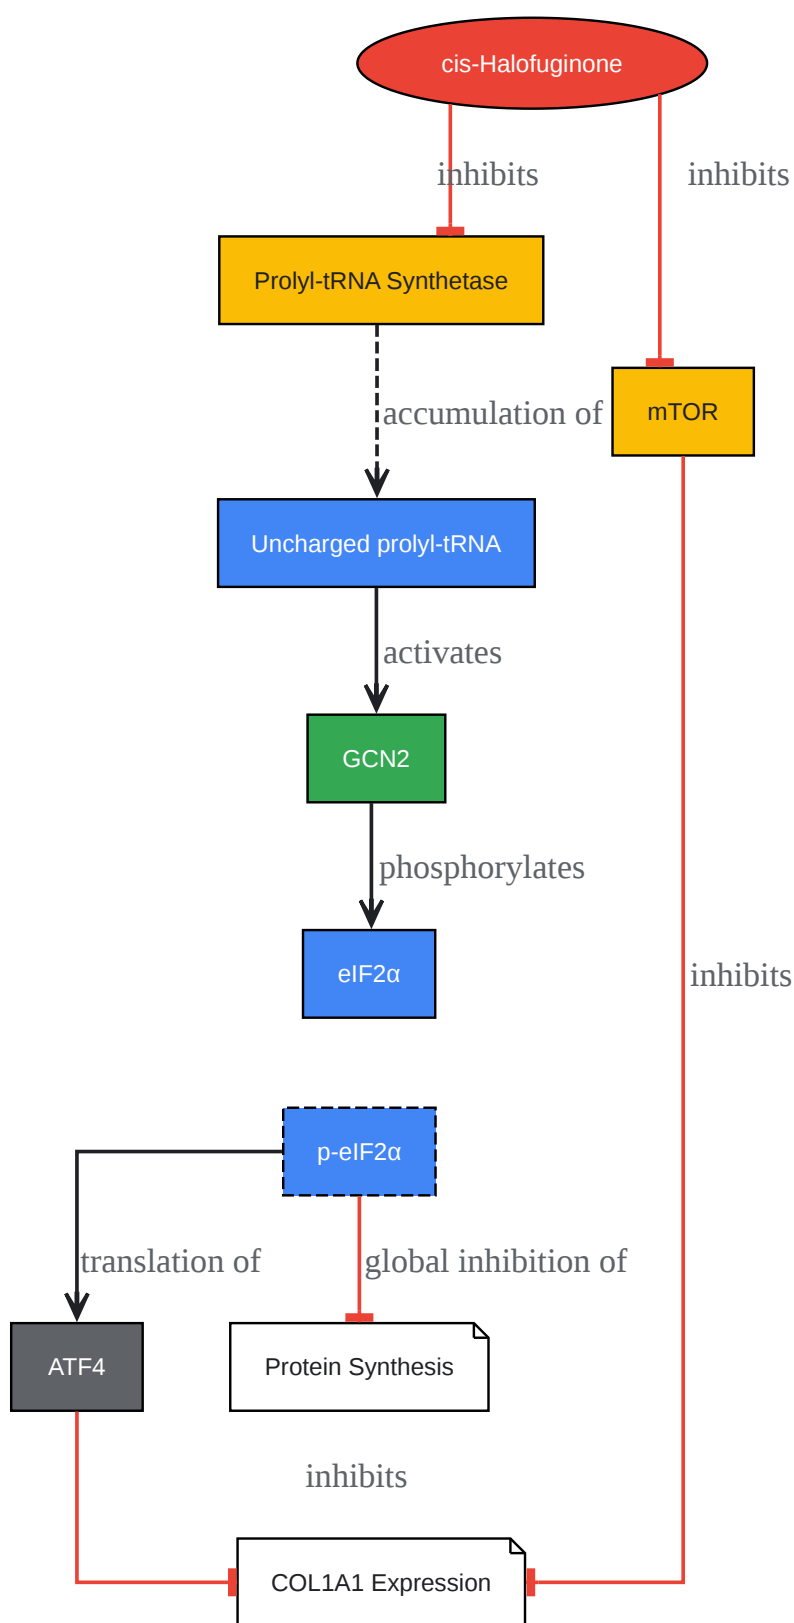 cis-Halofuginone
inhibits
inhibits
Prolyl-tRNA Synthetase
accumulation of
mTOR
Uncharged prolyl-tRNA
activates
GCN2
phosphorylates
eIF2α
inhibits
p-eIF2α
translation of
global inhibition of
ATF4
Protein Synthesis
inhibits
COL1A1 Expression